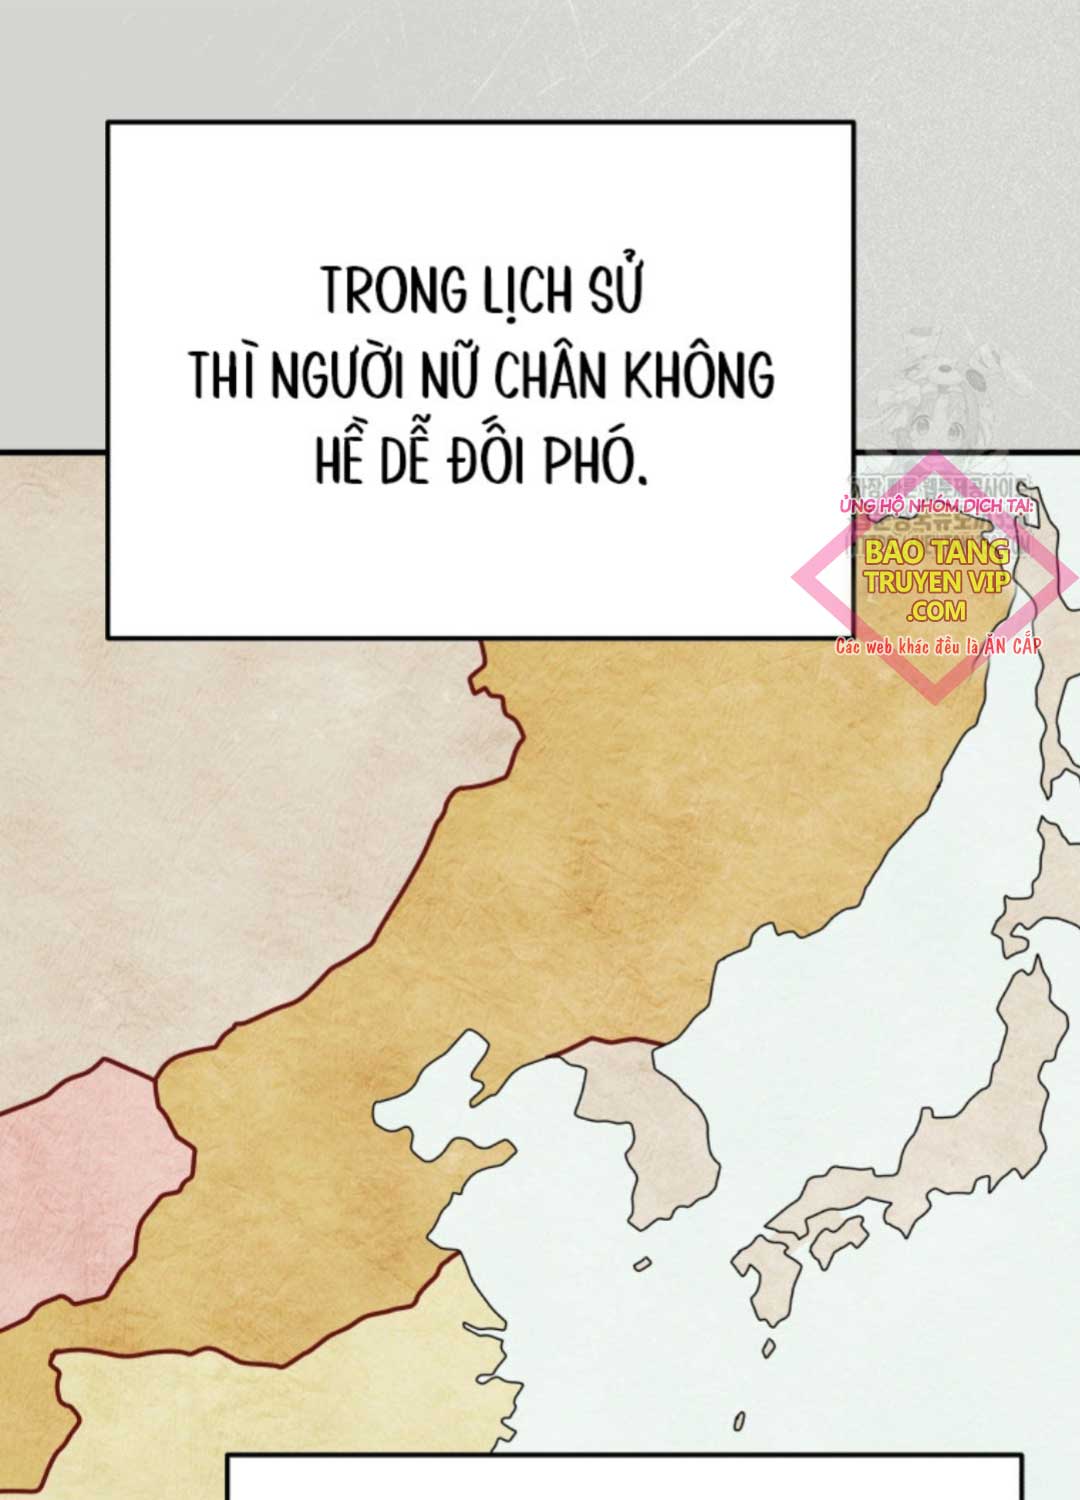 TRONG LỊCH SỬ
THÌ NGƯỜI NỮ CHÂN KHÔNG
HỀ DỄ ĐỐI PHÓ.
ỦNG HỘ NHÓM DỊCH TẠI:
BAO TANG
TRUYEN VIP
.COM
Các web khác đều là ĂN CẮP